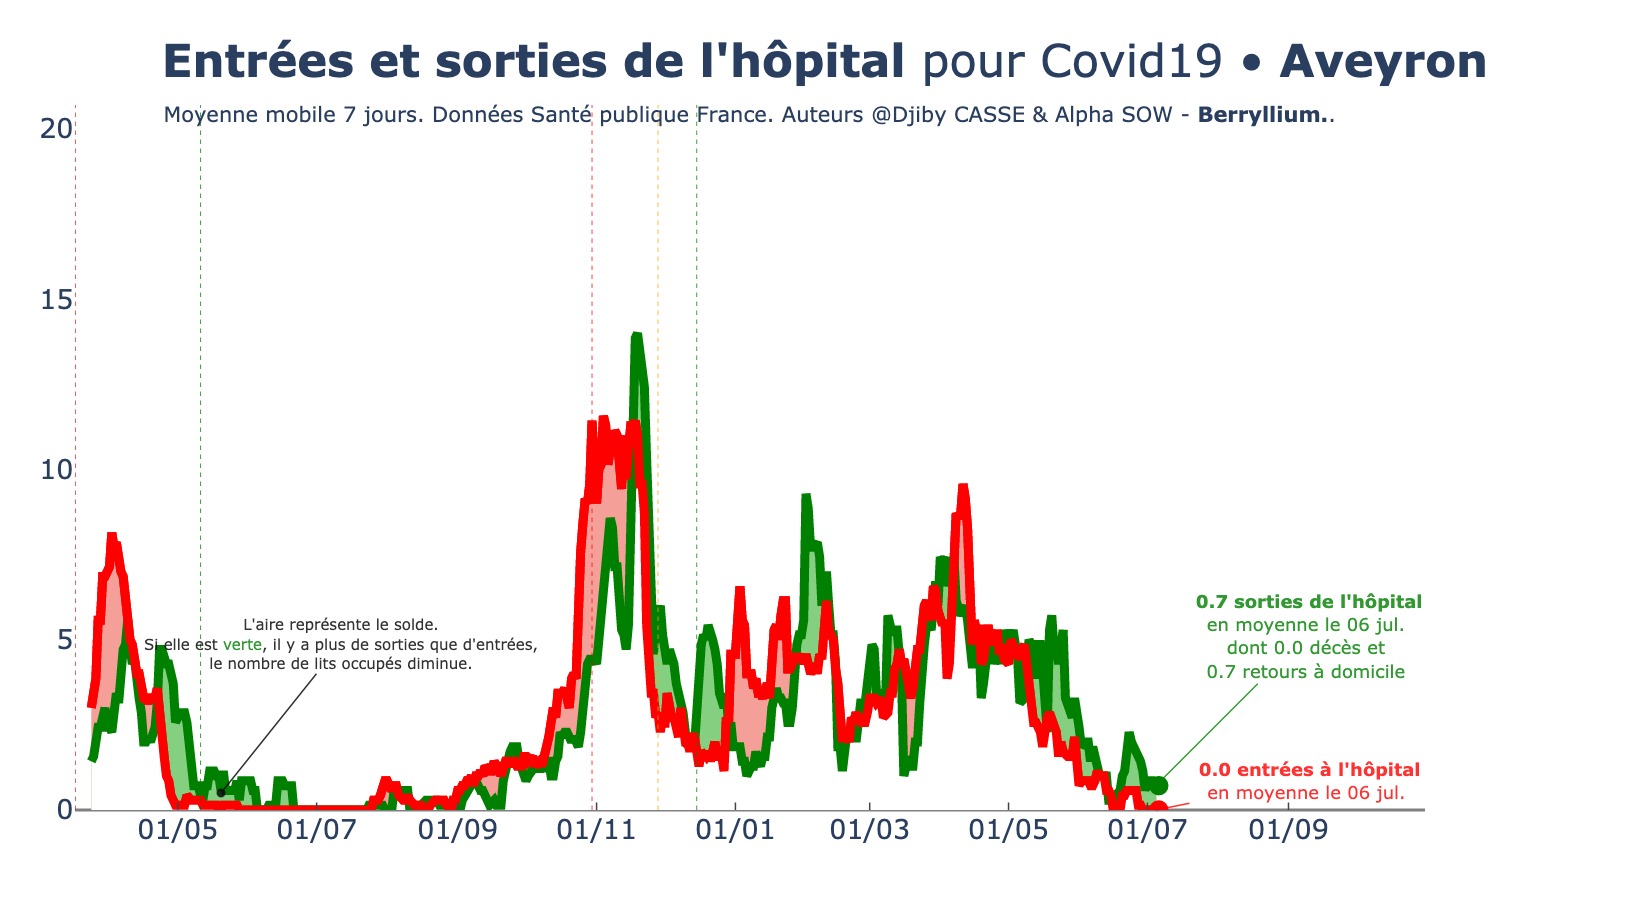 Entrées et sorties de l'hôpital pour Covid19 • Aveyron
Moyenne mobile 7 jours. Données Santé publique France. Auteurs @Djiby CASSE & Alpha SOW - Berryllium..
20
15
10
5
0
L'aire représente le solde.
Si elle est verte, il y a plus de sorties que d'entrées,
le nombre de lits occupés diminue.
0.7 sorties de l'hôpital
en moyenne le 06 jul.
dont 0.0 décès et
0.7 retours à domicile
0.0 entrées à l'hôpital
en moyenne le 06 jul.
01/05 01/07 01/09 01/11 01/01 01/03 01/05 01/07 01/09